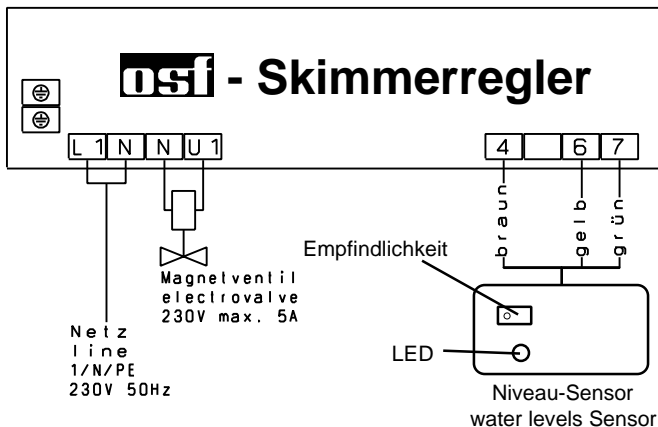 osf - Skimmerregler
L 1 N N U 1
4 6 7
braun
gelb
grün
Empfindlichkeit
Magnetventil
electrovalve
230V max. 5A
Netz
line
1/N/PE
230V 50Hz
LED
Niveau-Sensor
water levels Sensor